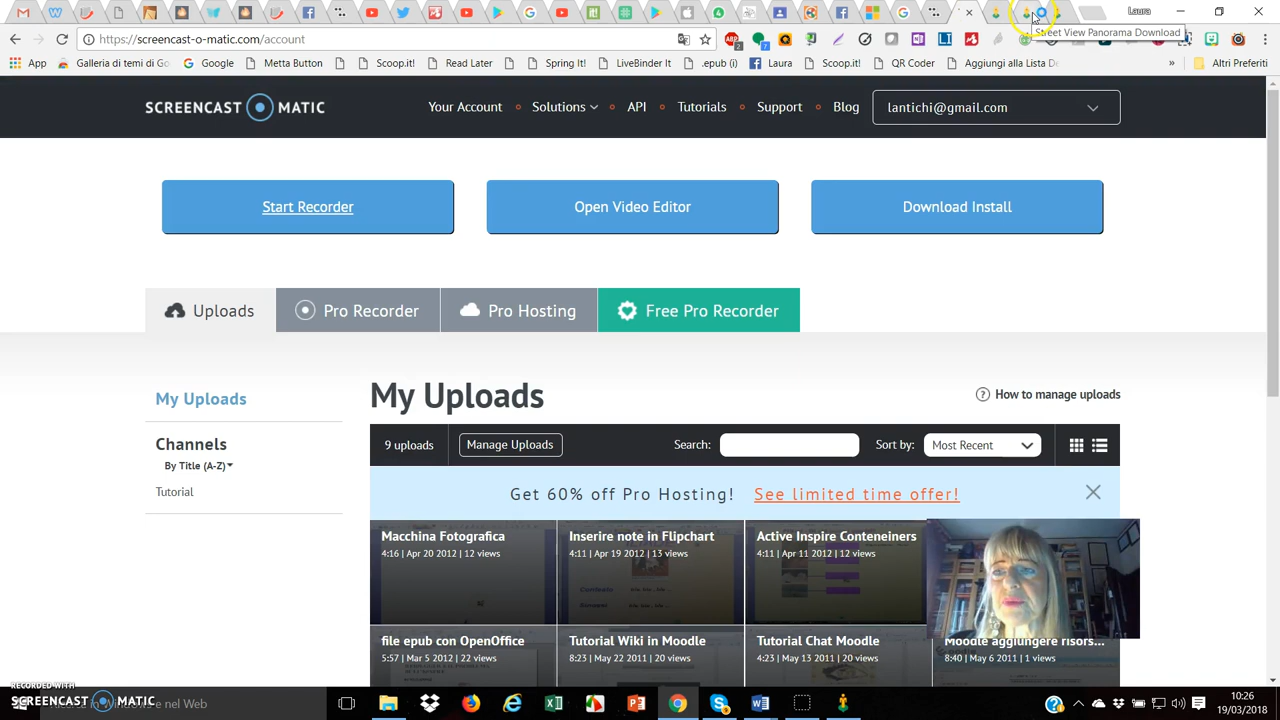 Laura
https://screencast-o-matic.com/account
Street View Panorama Download
App
Galleria di temi di Go
Google
Metta Button
Scoop.it!
Read Later
Spring It!
LiveBinder It
.epub (i)
Laura
Scoop.it!
QR Coder
Aggiungi alla Lista De
»
Altri Preferiti
SCREENCAST MATIC
Your Account
Solutions
API
Tutorials
Support
Blog
lantichi@gmail.com
Start Recorder
Open Video Editor
Download Install
Uploads
Pro Recorder
Pro Hosting
Free Pro Recorder
My Uploads
Channels
By Title (A-Z)
Tutorial
My Uploads
? How to manage uploads
9 uploads
Manage Uploads
Search:
Sort by:
Most Recent
Get 60% off Pro Hosting! See limited time offer!
Macchina Fotografica
4:16 | Apr 20 2012 | 12 views
Inserire note in Flipchart
4:11 | Apr 19 2012 | 13 views
Active Inspire Conteneiners
4:11 | Apr 11 2012 | 12 views
file epub con OpenOffice
5:57 | Mar 5 2012 | 22 views
Tutorial Wiki in Moodle
8:23 | May 22 2011 | 20 views
Tutorial Chat Moodle
4:23 | May 13 2011 | 20 views
Moodle aggiungere risors...
8:40 | May 6 2011 | 1 views
RECORDED WITH
SCREENCAST MATIC
e nel Web
10:26
19/03/2018